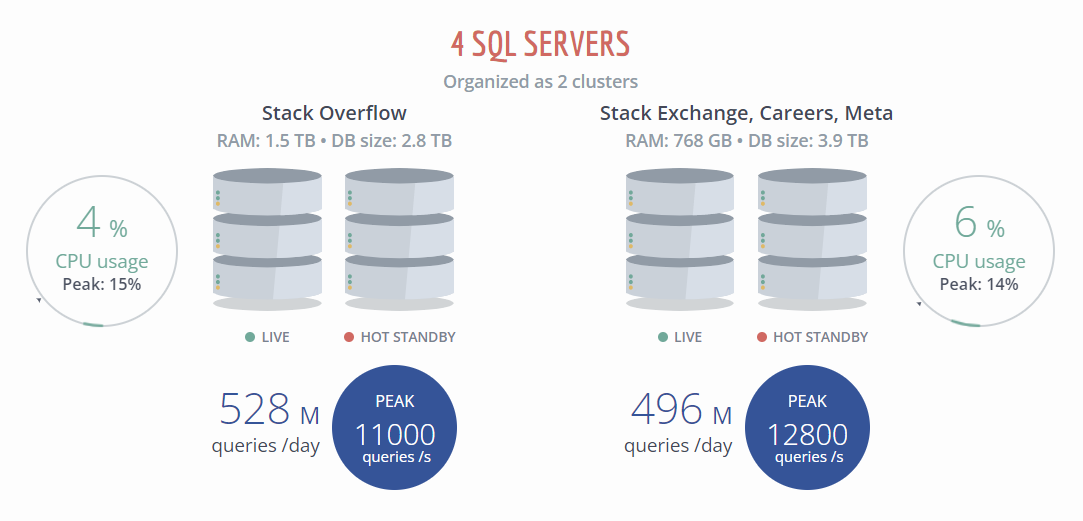 4 SQL SERVERS
Organized as 2 clusters
Stack Overflow
RAM: 1.5 TB • DB size: 2.8 TB
4 %
CPU usage
Peak: 15%
LIVE
HOT STANDBY
528 M
queries /day
PEAK
11000
queries /s
Stack Exchange, Careers, Meta
RAM: 768 GB • DB size: 3.9 TB
6 %
CPU usage
Peak: 14%
LIVE
HOT STANDBY
496 M
queries /day
PEAK
12800
queries /s